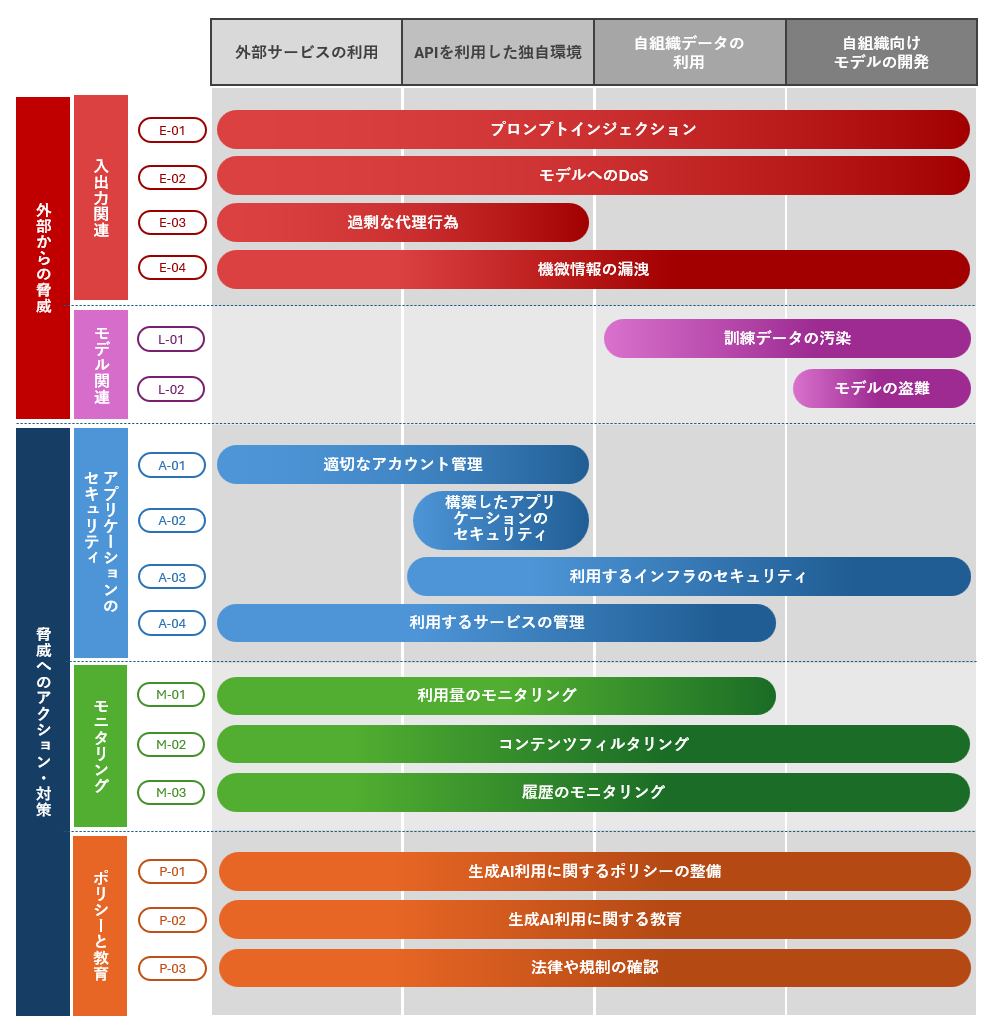 外部サービスの利用
APIを利用した独自環境
自組織データの
利用
自組織向け
モデルの開発
外部からの脅威
入出力関連
E-01
プロンプトインジェクション
E-02
モデルへのDoS
E-03
過剰な代理行為
E-04
機微情報の漏洩
モデル関連
L-01
訓練データの汚染
L-02
モデルの盗難
脅威へのアクション・対策
アプリケーションの
セキュリティ
A-01
適切なアカウント管理
A-02
構築したアプリ
ケーションの
セキュリティ
A-03
利用するインフラのセキュリティ
A-04
利用するサービスの管理
モニタリング
M-01
利用量のモニタリング
M-02
コンテンツフィルタリング
M-03
履歴のモニタリング
ポリシーと教育
P-01
生成AI利用に関するポリシーの整備
P-02
生成AI利用に関する教育
P-03
法律や規制の確認